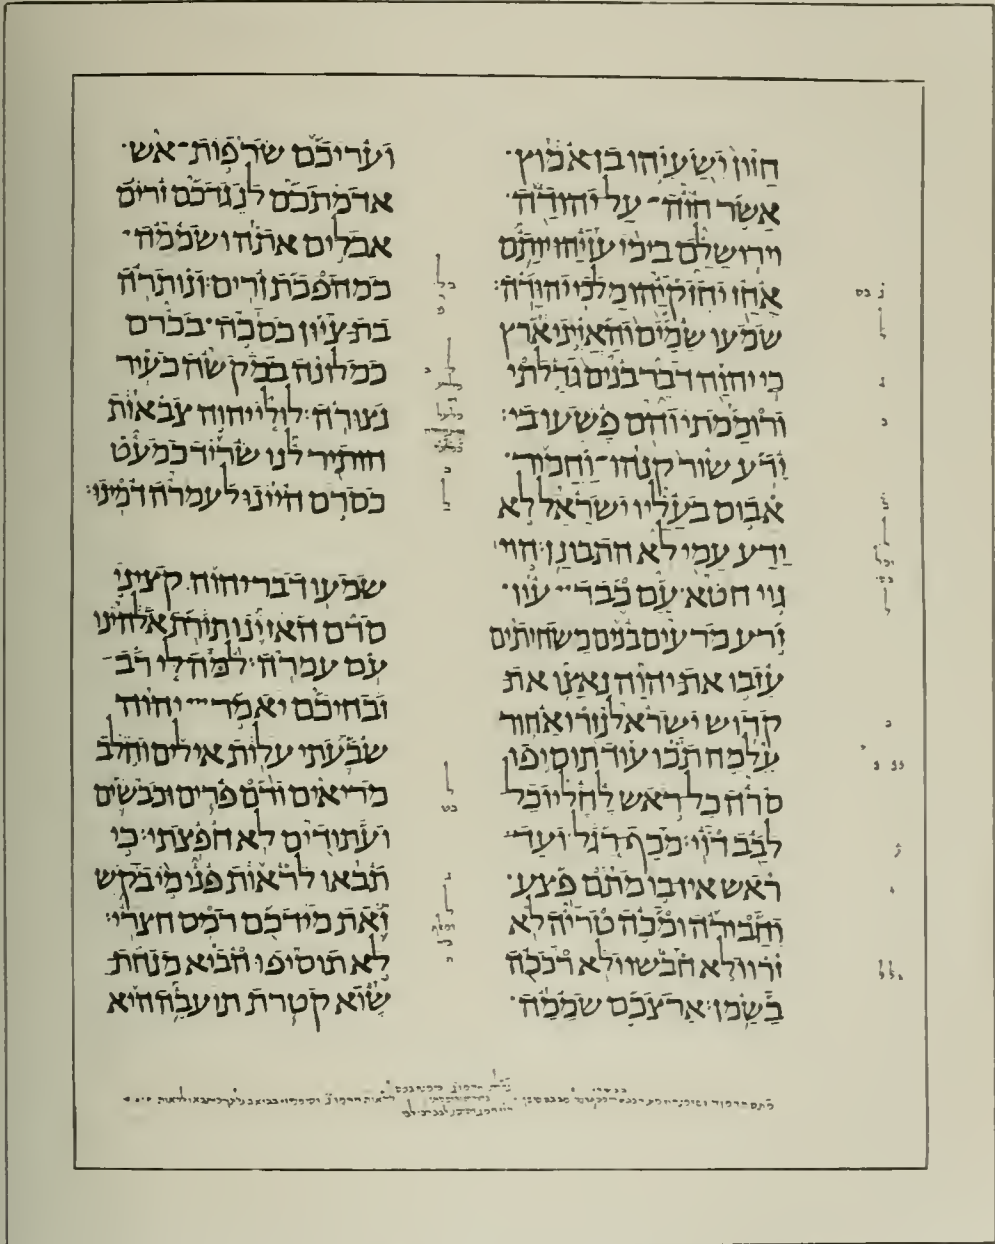 חזון ישעיהו בן אמוץ
אשר חזה על יהודה
וירושלם בימי עזיהו יותם
אחז יחזקיהו מלכי יהודה׃
שמעו שמים והאזיני ארץ
כי יהוה דבר בנים גדלתי
ורוממתי והם פשעו בי׃
ידע שור קנהו וחמור
אבוס בעליו ישראל לא
ידע עמי לא התבונן׃ הוי
גוי חטא עם כבד עון
זרע מרעים בנים משחיתים
עזבו את יהוה נאצו את
קדוש ישראל נזרו אחור
על מה תכו עוד תוסיפו
סרה כל ראש לחלי וכל
לבב דוי׃ מכף רגל ועד
ראש אין בו מתם פצע
וחבורה ומכה טריה לא
זרו ולא חבשו ולא רככה
בשמן׃ ארצכם שממה
ועריכם שרפות אש
אדמתכם לנגדכם זרים
אכלים אתה ושממה
כמהפכת זרים׃ ונותרה
בת ציון כסכה בכרם
כמלונה במקשה כעיר
נצורה׃ לולי יהוה צבאות
הותיר לנו שריד כמעט
כסדם היינו לעמרה דמינו׃
שמעו דבר יהוה קציני
סדם האזינו תורת אלהינו
עם עמרה׃ למה לי רב
זבחיכם יאמר יהוה
שבעתי עלות אילים וחלב
מריאים ודם פרים וכבשים
ועתודים לא חפצתי׃ כי
תבאו לראות פני מי בקש
זאת מידכם רמס חצרי׃
לא תוסיפו הביא מנחת
שוא קטרת תועבה היא